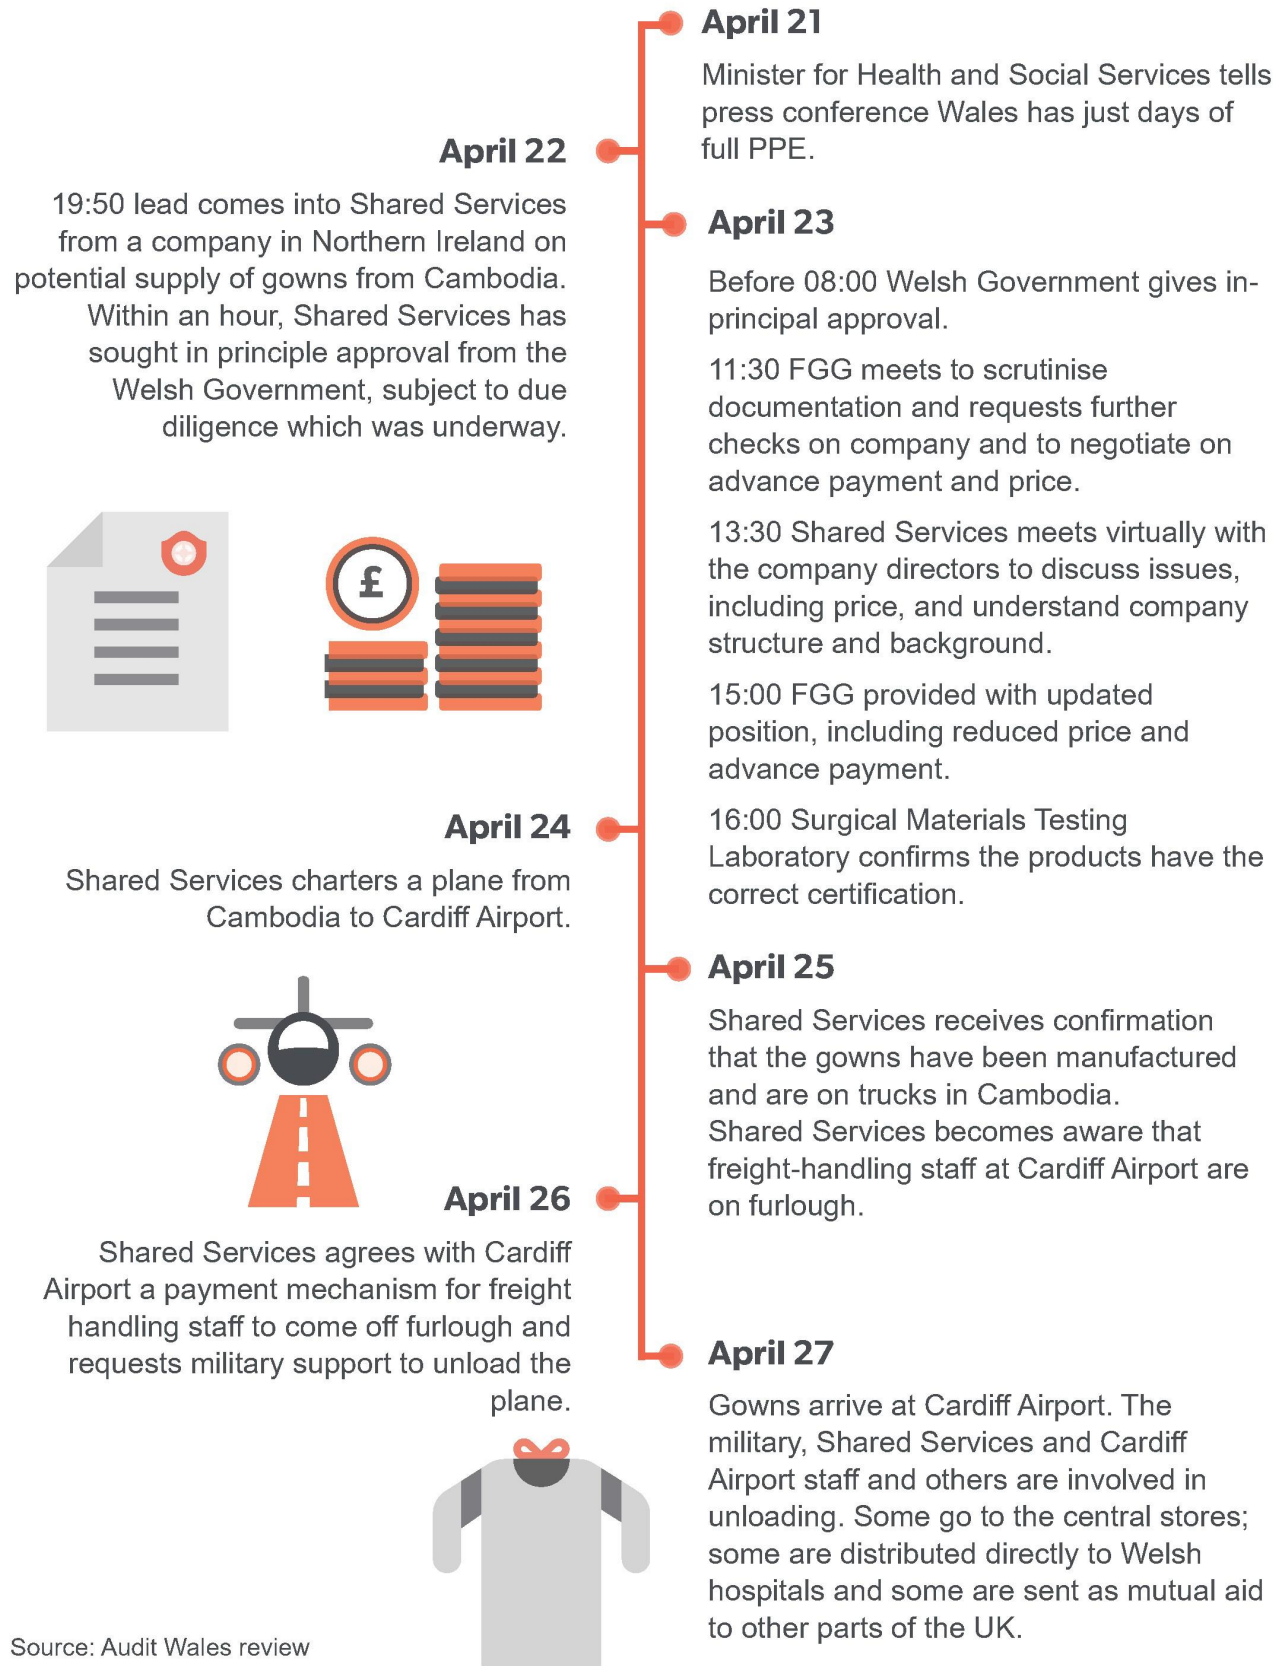 April 21
Minister for Health and Social Services tells
press conference Wales has just days of
full PPE.
April 22
19:50 lead comes into Shared Services
from a company in Northern Ireland on
potential supply of gowns from Cambodia.
Within an hour, Shared Services has
sought in principle approval from the
Welsh Government, subject to due
diligence which was underway.
April 23
Before 08:00 Welsh Government gives in-
principal approval.
11:30 FGG meets to scrutinise
documentation and requests further
checks on company and to negotiate on
advance payment and price.
13:30 Shared Services meets virtually with
the company directors to discuss issues,
including price, and understand company
structure and background.
15:00 FGG provided with updated
position, including reduced price and
advance payment.
16:00 Surgical Materials Testing
Laboratory confirms the products have the
correct certification.
£
April 24
Shared Services charters a plane from
Cambodia to Cardiff Airport.
April 25
Shared Services receives confirmation
that the gowns have been manufactured
and are on trucks in Cambodia.
Shared Services becomes aware that
freight-handling staff at Cardiff Airport are
on furlough.
April 26
Shared Services agrees with Cardiff
Airport a payment mechanism for freight
handling staff to come off furlough and
requests military support to unload the
plane.
April 27
Gowns arrive at Cardiff Airport. The
military, Shared Services and Cardiff
Airport staff and others are involved in
unloading. Some go to the central stores;
some are distributed directly to Welsh
hospitals and some are sent as mutual aid
to other parts of the UK.
Source: Audit Wales review